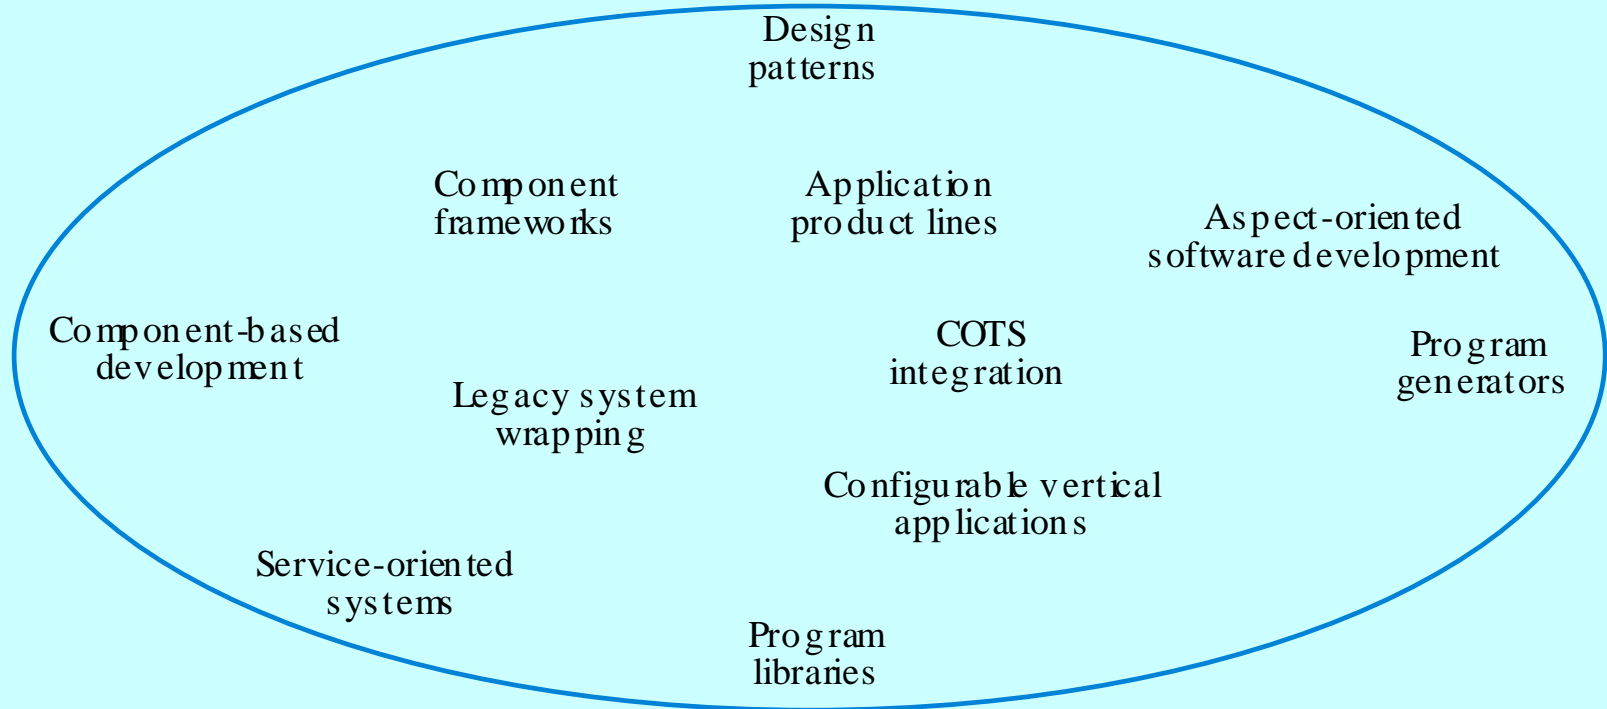 Design
patterns
Component
frameworks
Application
product lines
Aspect-oriented
software development
Component-based
development
COTS
integration
Program
generators
Legacy system
wrapping
Configurable vertical
applications
Service-oriented
systems
Program
libraries